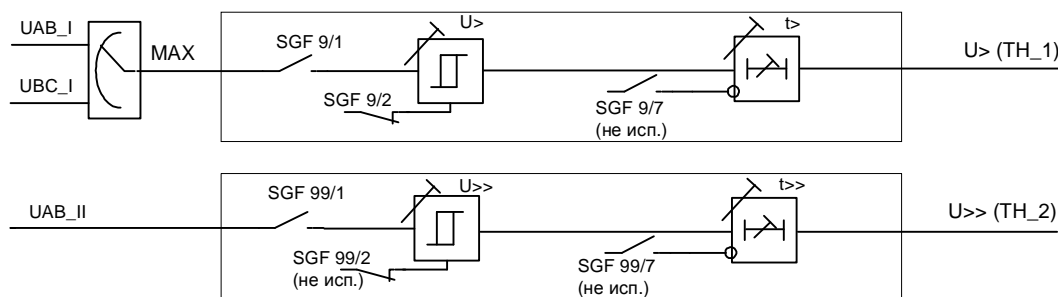 UAB_I
UBC_I
MAX
SGF 9/1
U>
SGF 9/2
t>
SGF 9/7
(не исп.)
U> (TH_1)
UAB_II
SGF 99/1
U>>
SGF 99/2
(не исп.)
t>>
SGF 99/7
(не исп.)
U>> (TH_2)